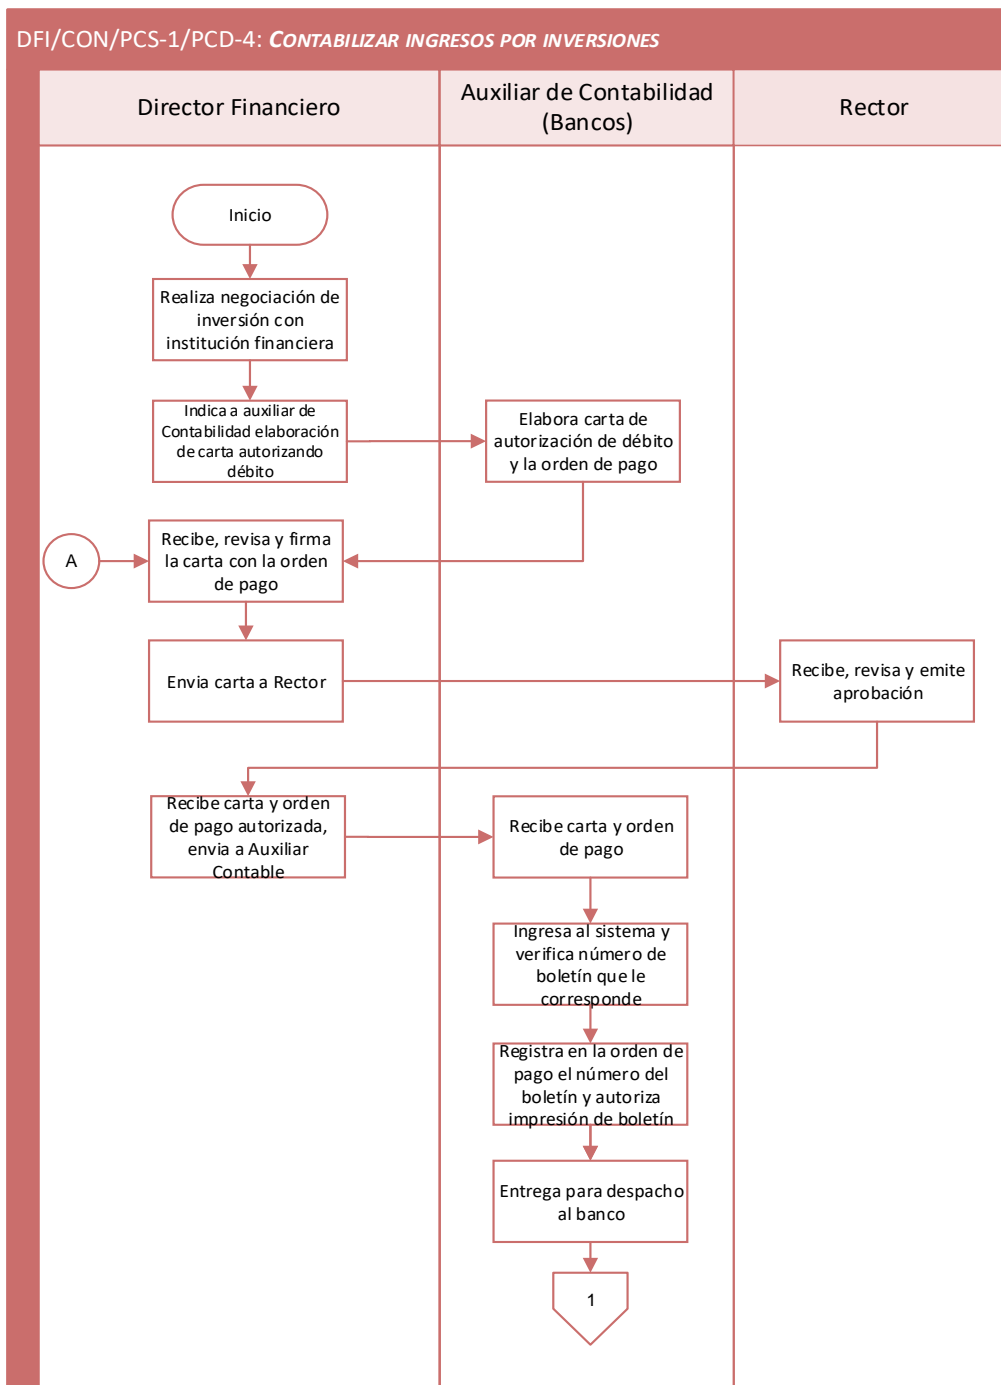 DFI/CON/PCS-1/PCD-4: CONTABILIZAR INGRESOS POR INVERSIONES
Director Financiero
Auxiliar de Contabilidad
(Bancos)
Rector
Inicio
Realiza negociación de
inversión con
institución financiera
Indica a auxiliar de
Contabilidad elaboración
de carta autorizando
débito
Elabora carta de
autorización de débito
y la orden de pago
A
Recibe, revisa y firma
la carta con la orden
de pago
Envia carta a Rector
Recibe, revisa y emite
aprobación
Recibe carta y orden
de pago autorizada,
envia a Auxiliar
Contable
Recibe carta y orden
de pago
Ingresa al sistema y
verifica número de
boletín que le
corresponde
Registra en la orden de
pago el número del
boletín y autoriza
impresión de boletín
Entrega para despacho
al banco
1